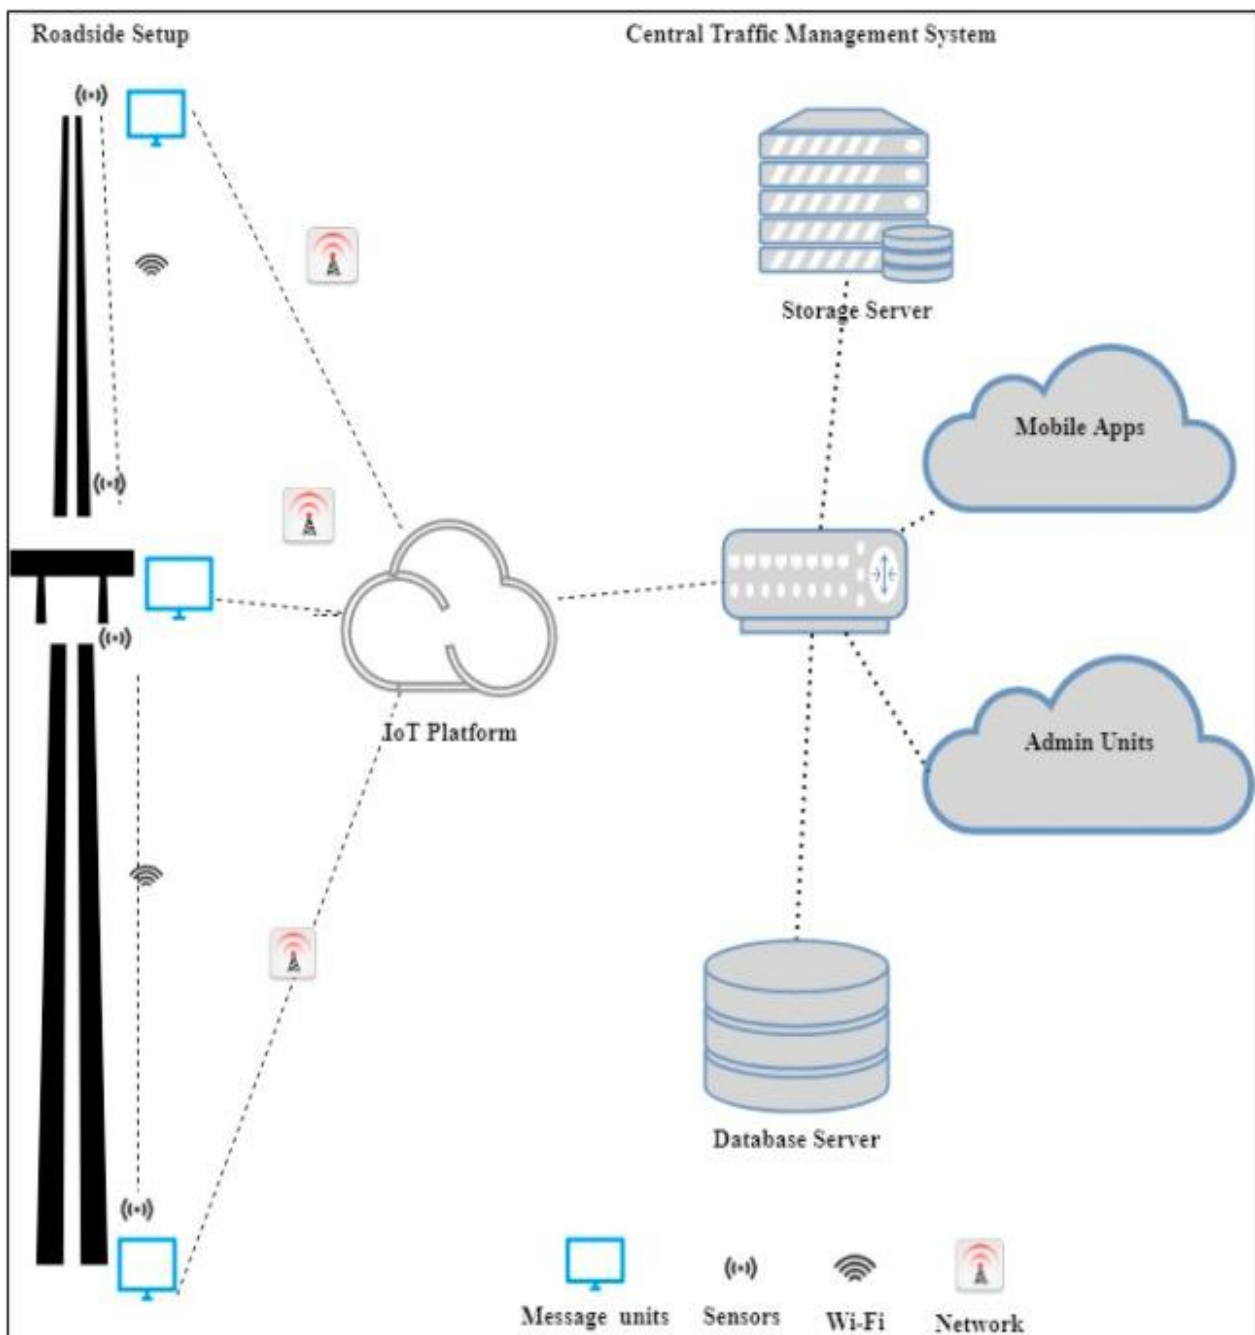 Roadside Setup
Central Traffic Management System
Storage Server
Mobile Apps
IoT Platform
Admin Units
Database Server
Message units
Sensors
Wi-Fi
Network